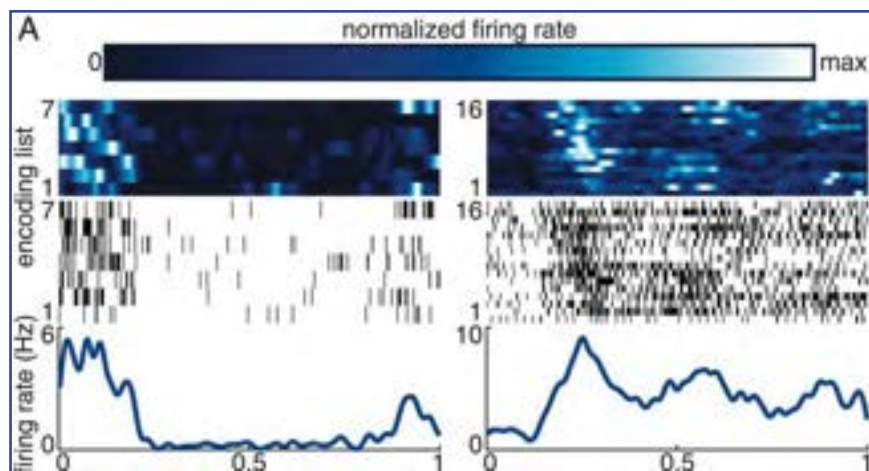 A
normalized firing rate
0 max
encoding list
7
1
7
1
16
1
16
1
firing rate (Hz)
6
0
10
0
0 0.5 1
0 0.5 1